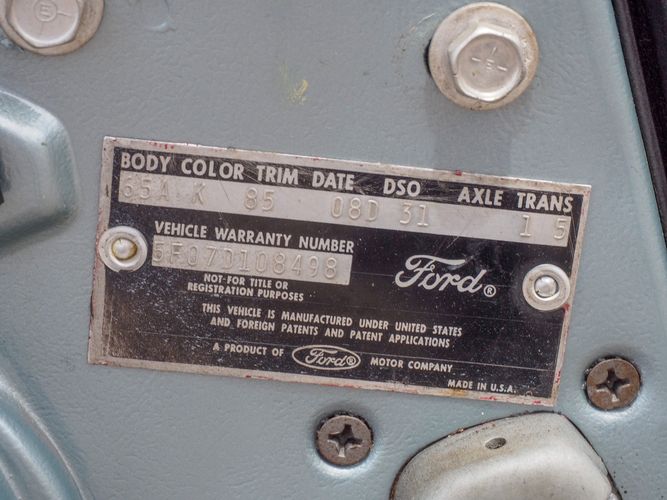 BODY COLOR TRIM DATE DSO AXLE TRANS
65A K 85 08D 31 1 5
VEHICLE WARRANTY NUMBER
5F07D108498
NOT FOR TITLE OR
REGISTRATION PURPOSES
Ford®
THIS VEHICLE IS MANUFACTURED UNDER UNITED STATES
AND FOREIGN PATENTS AND PATENT APPLICATIONS
A PRODUCT OF Ford® MOTOR COMPANY
MADE IN U.S.A.